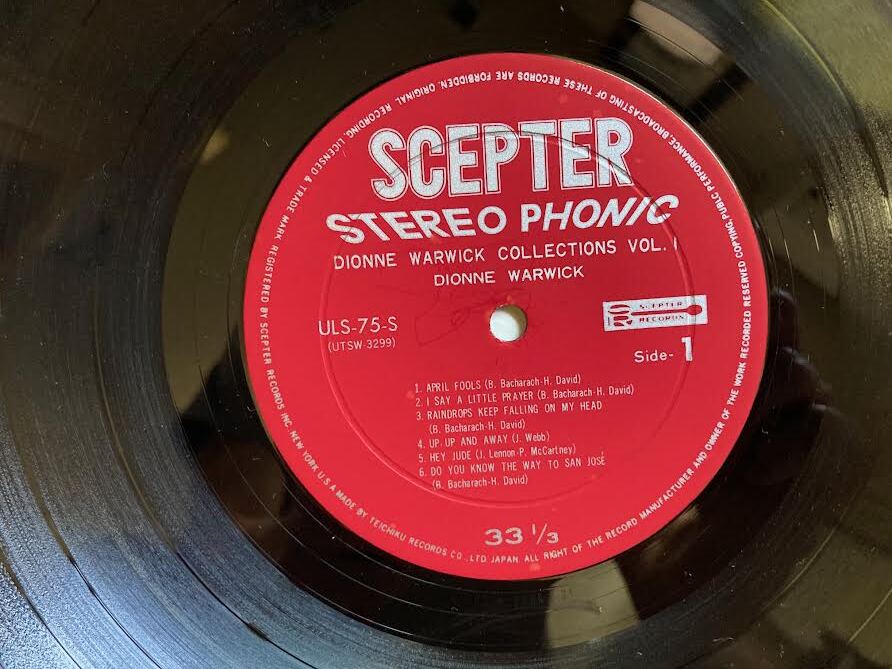 SCEPTER
STEREO PHONIC
DIONNE WARWICK COLLECTIONS VOL. 1
DIONNE WARWICK
ULS-75-S
(UTSW-3299)
SR SCEPTER
RECORDS
Side-1
1. APRIL FOOLS (B. Bacharach-H. David)
2. I SAY A LITTLE PRAYER (B. Bacharach-H. David)
3. RAINDROPS KEEP FALLING ON MY HEAD
(B. Bacharach-H. David)
4. UP, UP AND AWAY (J. Webb)
5. HEY JUDE (J. Lennon-P. McCartney)
6. DO YOU KNOW THE WAY TO SAN JOSÉ
(B. Bacharach-H. David)
33 1/3
TRADE MARK REGISTERED BY SCEPTER RECORDS INC. NEW YORK U.S.A MADE BY TEICHIKU RECORDS CO., LTD JAPAN. ALL RIGHT OF THE RECORD MANUFACTURER AND OWNER OF THE WORK RECORDED RESERVED COPYING, PUBLIC PERFORMANCE, BROADCASTING OF THESE RECORDS ARE FORBIDDEN. ORIGINAL RECORDING, LICENSED &